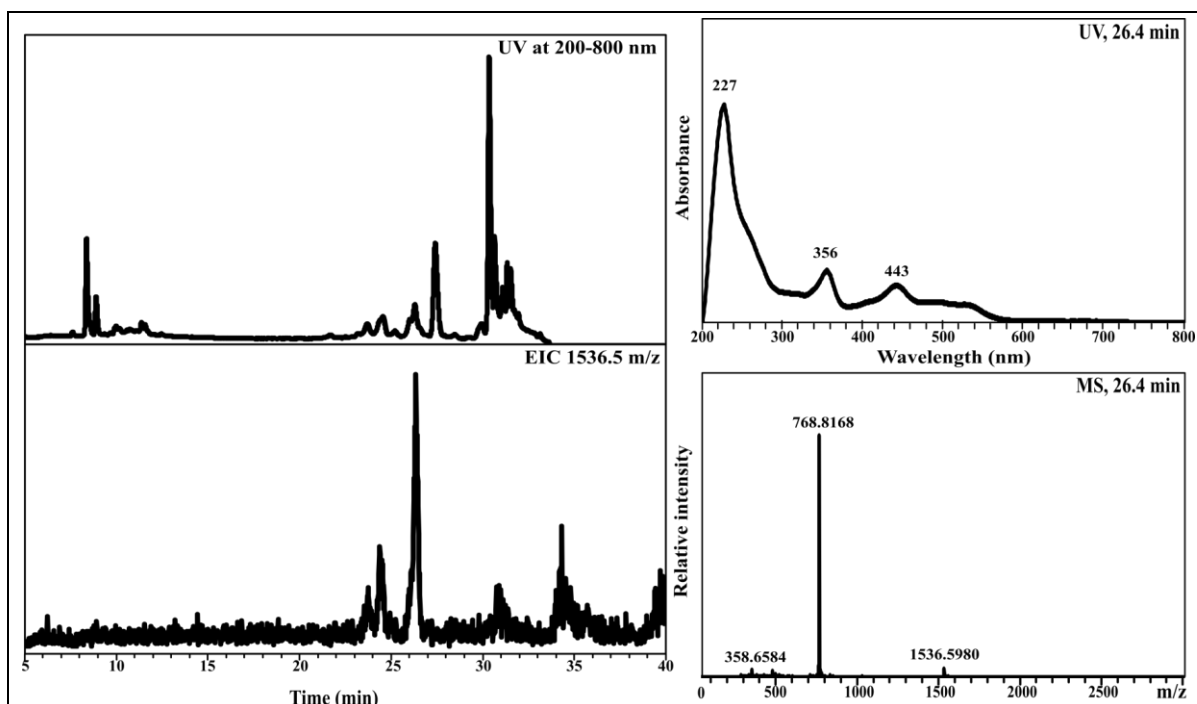 UV at 200-800 nm
EIC 1536.5 m/z
5 10 15 20 25 30 31 40
Time (min)
UV, 26.4 min
227
356
443
Absorbance
200 300 400 500 600 700 800
Wavelength (nm)
MS, 26.4 min
768.8168
Relative intensity
358.6584
1536.5980
0 500 1000 1500 2000 2500 m/z